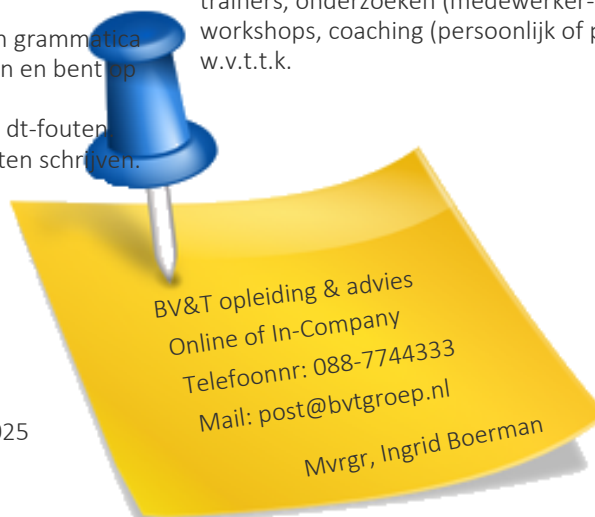 n grammatica
n en bent op
dt-fouten
ten schrijven.
025
trainers, onderzoeken (medewerker-
workshops, coaching (persoonlijk of p
w.v.t.t.k.
BV&T opleiding & advies
Online of In-Company
Telefoonnr: 088-7744333
Mail: post@bvtgroep.nl
Mvrgr, Ingrid Boerman